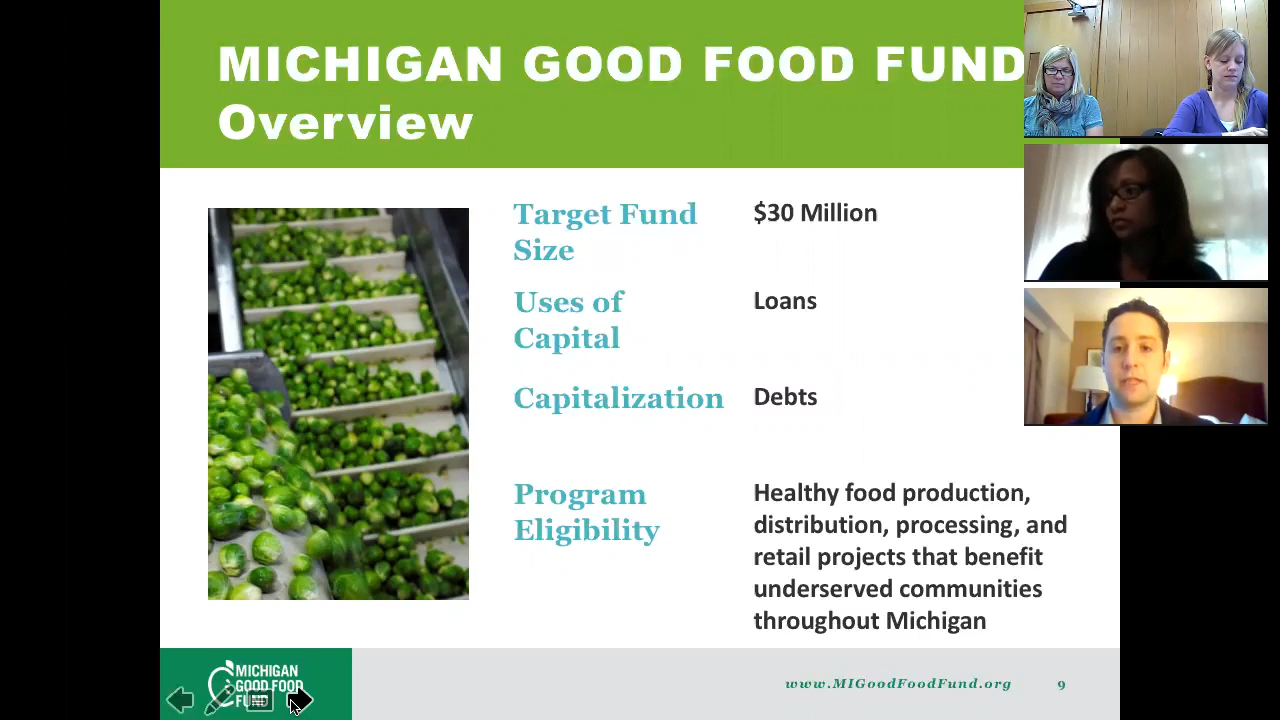 MICHIGAN GOOD FOOD FUND
Overview
Target Fund
Size
$30 Million
Uses of
Capital
Loans
Capitalization
Debts
Program
Eligibility
Healthy food production,
distribution, processing, and
retail projects that benefit
underserved communities
throughout Michigan
MICHIGAN
GOOD FOOD
FUND
www.MIGoodFoodFund.org
9